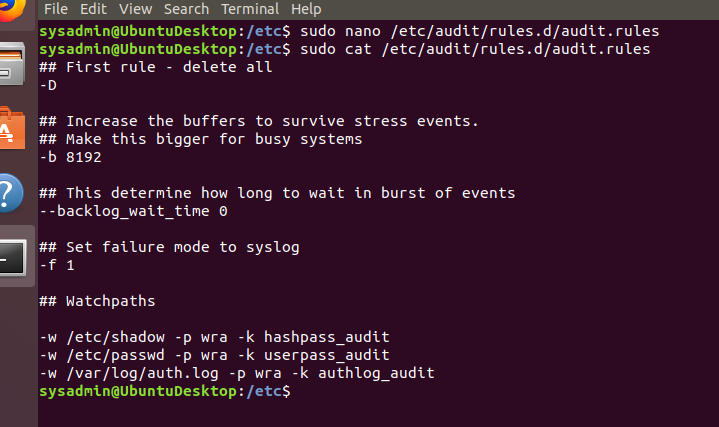 File Edit View Search Terminal Help
sysadmin@UbuntuDesktop:/etc$ sudo nano /etc/audit/rules.d/audit.rules
sysadmin@UbuntuDesktop:/etc$ sudo cat /etc/audit/rules.d/audit.rules
## First rule - delete all
-D
## Increase the buffers to survive stress events.
## Make this bigger for busy systems
-b 8192
## This determine how long to wait in burst of events
--backlog_wait_time 0
## Set failure mode to syslog
-f 1
## Watchpaths
-w /etc/shadow -p wra -k hashpass_audit
-w /etc/passwd -p wra -k userpass_audit
-w /var/log/auth.log -p wra -k authlog_audit
sysadmin@UbuntuDesktop:/etc$